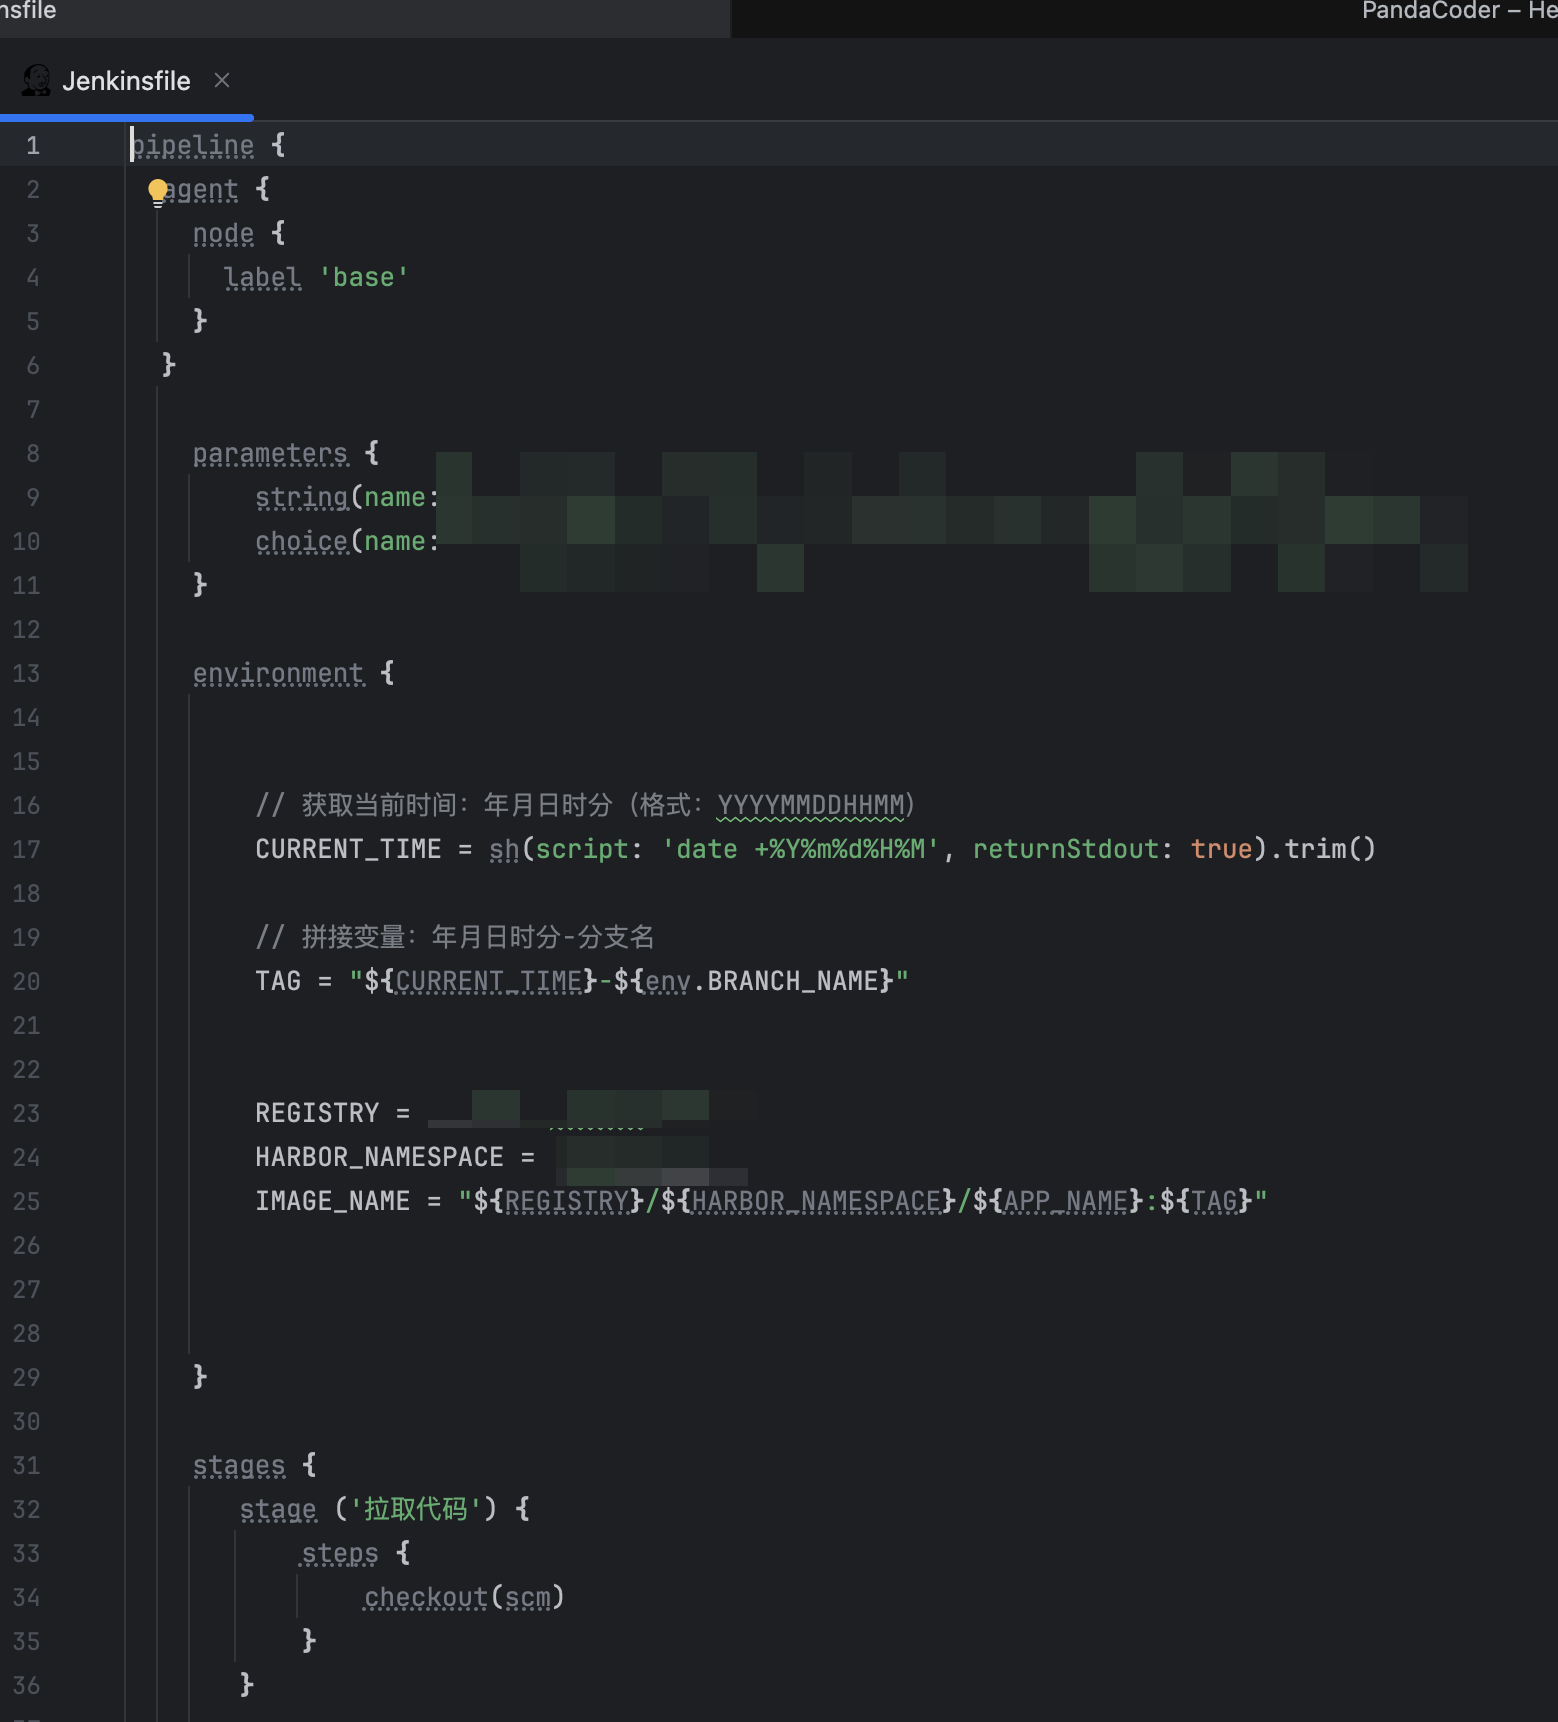 nsfile
PandaCoder – He
Jenkinsfile
1 pipeline {
2 agent {
3 node {
4 label 'base'
5 }
6 }
7
8 parameters {
9 string(name:
10 choice(name:
11 }
12
13 environment {
14
15
16 // 获取当前时间：年月日时分（格式：YYYYMMDDHHMM）
17 CURRENT_TIME = sh(script: 'date +%Y%m%d%H%M', returnStdout: true).trim()
18
19 // 拼接变量：年月日时分-分支名
20 TAG = "${CURRENT_TIME}-${env.BRANCH_NAME}"
21
22
23 REGISTRY =
24 HARBOR_NAMESPACE =
25 IMAGE_NAME = "${REGISTRY}/${HARBOR_NAMESPACE}/${APP_NAME}:${TAG}"
26
27
28
29 }
30
31 stages {
32 stage ('拉取代码') {
33 steps {
34 checkout(scm)
35 }
36 }